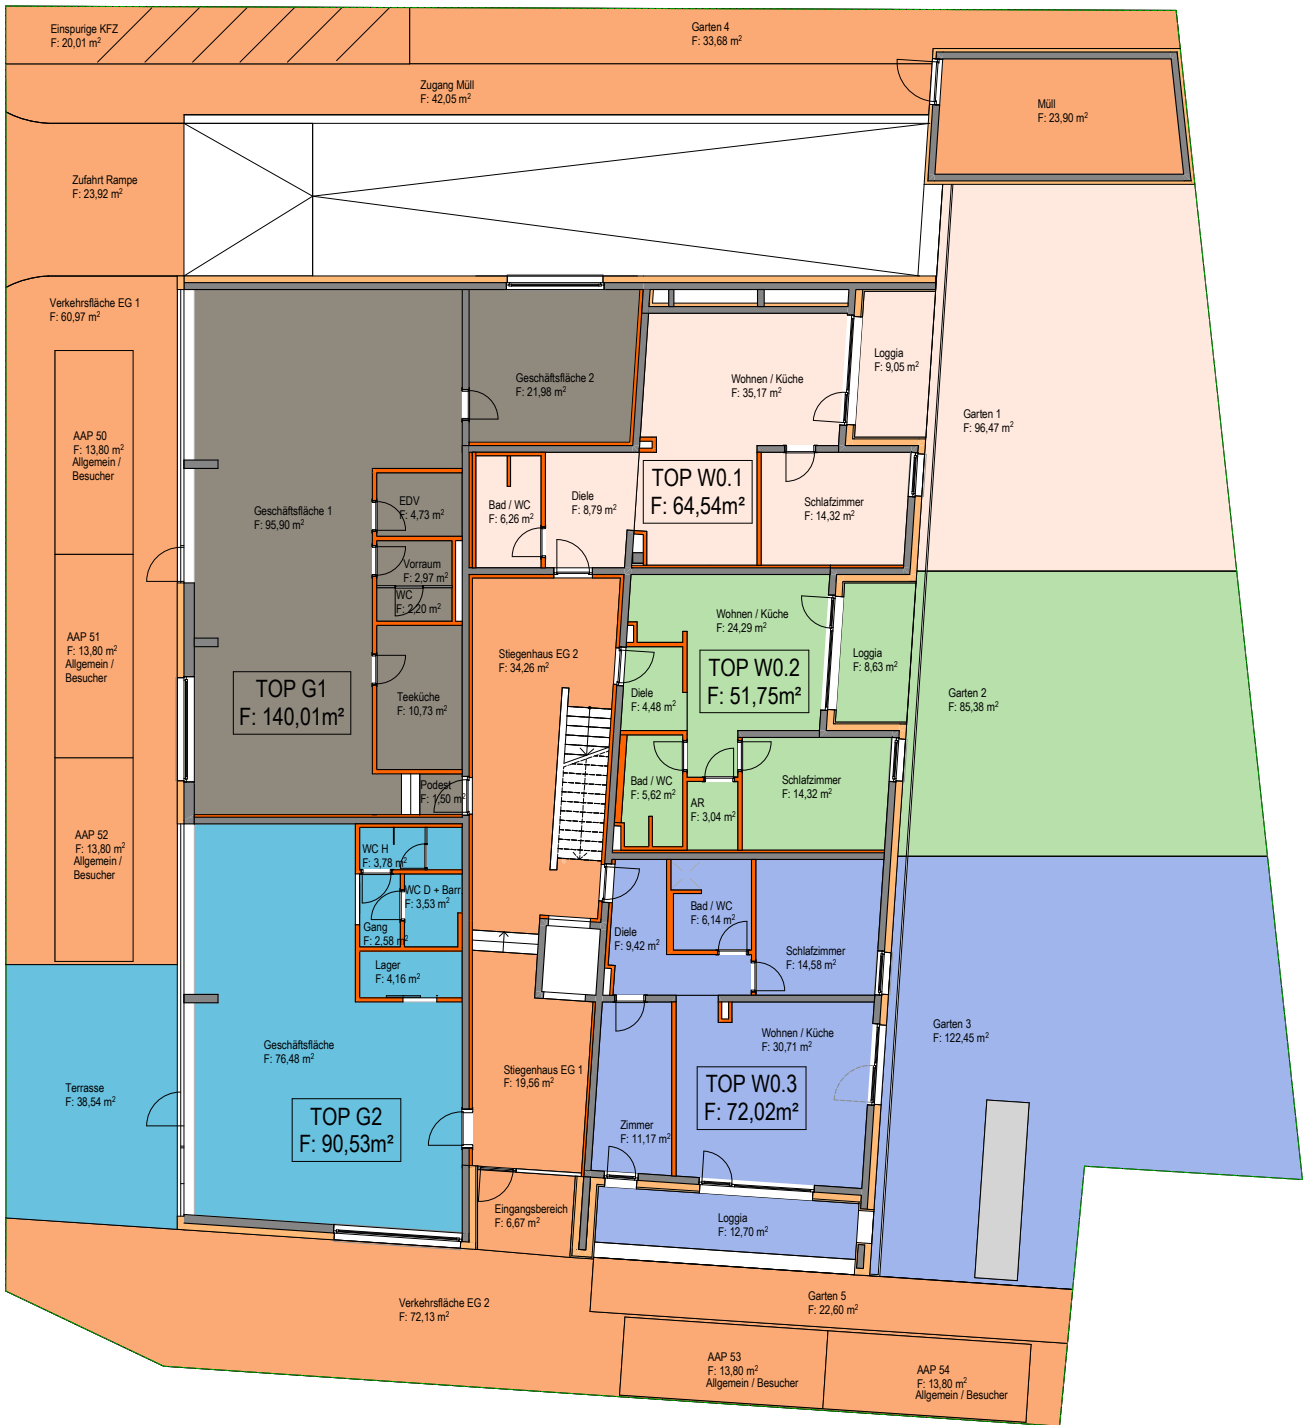 Einspurige KFZ
F: 20,01 m²
Garten 4
F: 33,68 m²
Zugang Müll
F: 42,05 m²
Müll
F: 23,90 m²
Zufahrt Rampe
F: 23,92 m²
Verkehrsfläche EG 1
F: 60,97 m²
Loggia
F: 9,05 m²
Geschäftsfläche 2
F: 21,98 m²
Wohnen / Küche
F: 35,17 m²
Garten 1
F: 96,47 m²
AAP 50
F: 13,80 m²
Allgemein /
Besucher
TOP W0.1
F: 64,54m²
EDV
F: 4,73 m²
Bad / WC
F: 6,26 m²
Diele
F: 8,79 m²
Schlafzimmer
F: 14,32 m²
Geschäftsfläche 1
F: 95,90 m²
Vorraum
F: 2,97 m²
WC
F: 2,20 m²
Wohnen / Küche
F: 24,29 m²
AAP 51
F: 13,80 m²
Allgemein /
Besucher
Stiegenhaus EG 2
F: 34,26 m²
Loggia
F: 8,63 m²
TOP G1
F: 140,01m²
Teeküche
F: 10,73 m²
Diele
F: 4,48 m²
TOP W0.2
F: 51,75m²
Garten 2
F: 85,38 m²
Podest
F: 1,50 m²
Bad / WC
F: 5,62 m²
AR
F: 3,04 m²
Schlafzimmer
F: 14,32 m²
AAP 52
F: 13,80 m²
Allgemein /
Besucher
WC H
F: 3,78 m²
WC D + Barr.
F: 3,53 m²
Gang
F: 2,58 m²
Lager
F: 4,16 m²
Diele
F: 9,42 m²
Bad / WC
F: 6,14 m²
Schlafzimmer
F: 14,58 m²
Geschäftsfläche
F: 76,48 m²
Wohnen / Küche
F: 30,71 m²
Garten 3
F: 122,45 m²
Terrasse
F: 38,54 m²
Stiegenhaus EG 1
F: 19,56 m²
TOP W0.3
F: 72,02m²
TOP G2
F: 90,53m²
Zimmer
F: 11,17 m²
Eingangsbereich
F: 6,67 m²
Loggia
F: 12,70 m²
Verkehrsfläche EG 2
F: 72,13 m²
Garten 5
F: 22,60 m²
AAP 53
F: 13,80 m²
Allgemein / Besucher
AAP 54
F: 13,80 m²
Allgemein / Besucher